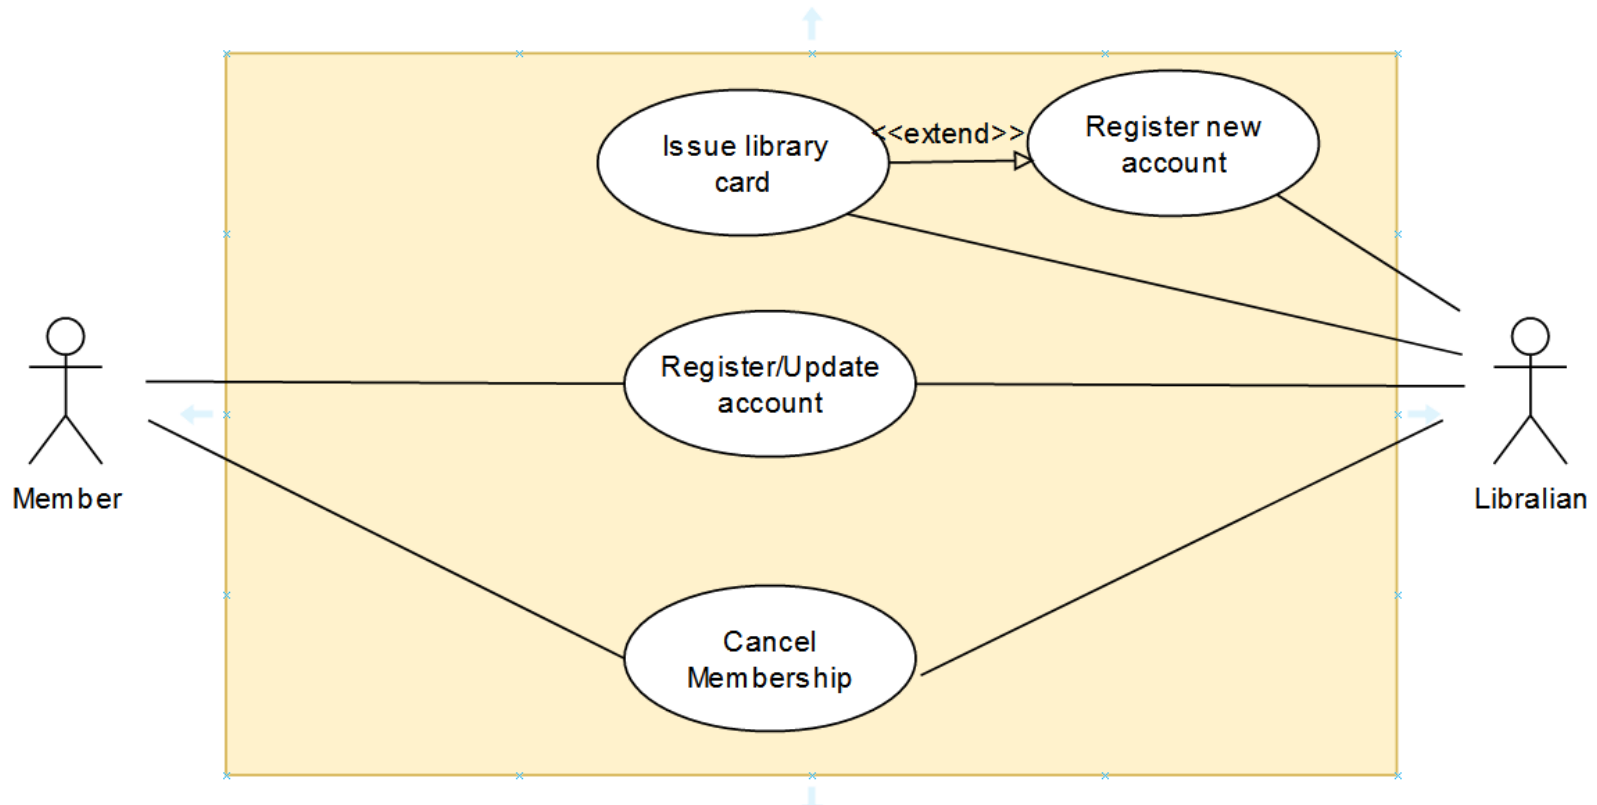 Issue library
card
<<extend>>
Register new
account
Register/Update
account
Member
Libralian
Cancel
Membership